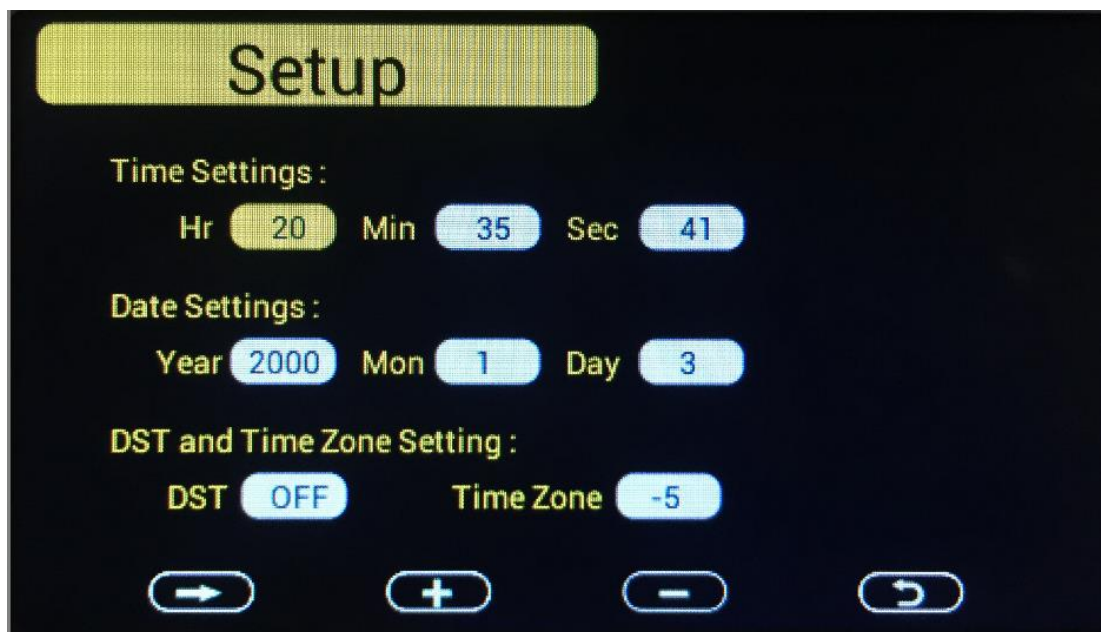 Setup
Time Settings :
Hr 20 Min 35 Sec 41
Date Settings :
Year 2000 Mon 1 Day 3
DST and Time Zone Setting :
DST OFF Time Zone -5